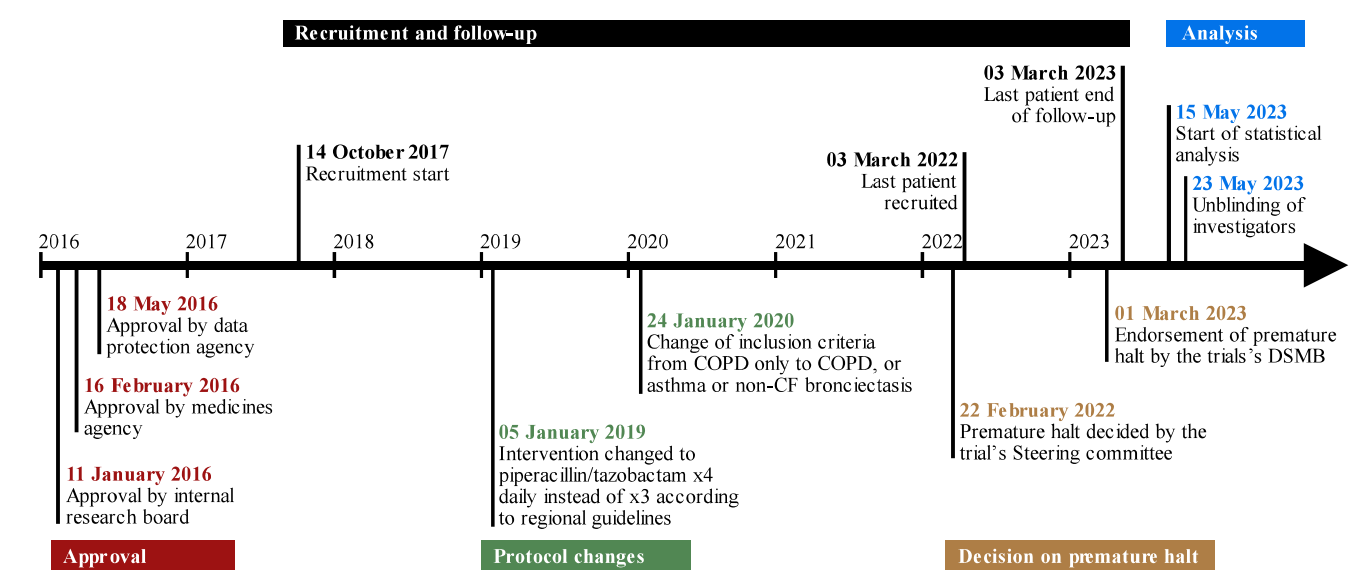 Recruitment and follow-up
Analysis
03 March 2023
Last patient end
of follow-up
15 May 2023
Start of statistical
analysis
14 October 2017
Recruitment start
03 March 2022
Last patient
recruited
23 May 2023
Unblinding of
investigators
2016
2017
2018
2019
2020
2021
2022
2023
18 May 2016
Approval by data
protection agency
16 February 2016
Approval by medicines
agency
11 January 2016
Approval by internal
research board
24 January 2020
Change of inclusion criteria
from COPD only to COPD, or
asthma or non-CF bronciectasis
05 January 2019
Intervention changed to
piperacillin/tazobactam x4
daily instead of x3 according
to regional guidelines
01 March 2023
Endorsement of premature
halt by the trials’s DSMB
22 February 2022
Premature halt decided by the
trial’s Steering committee
Approval
Protocol changes
Decision on premature halt